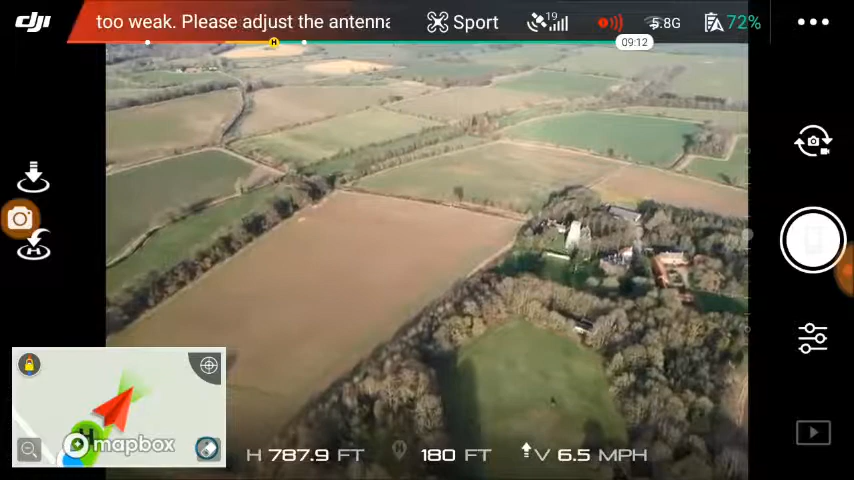 dji too weak. Please adjust the antenna Sport 19 5.8G 72%
09:12
H
H
H
mapbox
H 787.9 FT 180 FT V 6.5 MPH